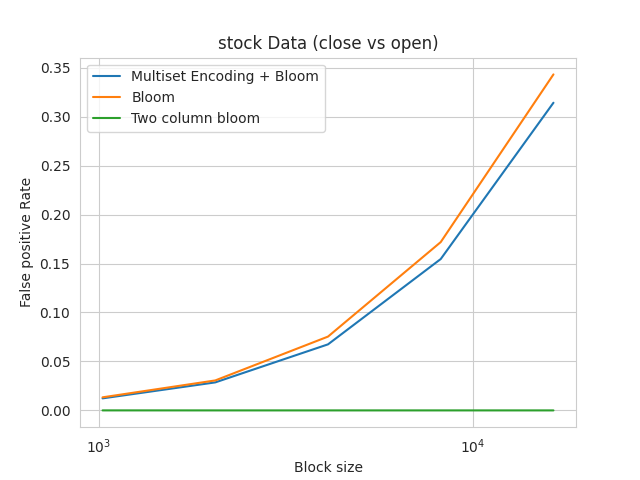 stock Data (close vs open)
Multiset Encoding + Bloom
Bloom
Two column bloom
False positive Rate
0.35
0.30
0.25
0.20
0.15
0.10
0.05
0.00
10³
10⁴
Block size